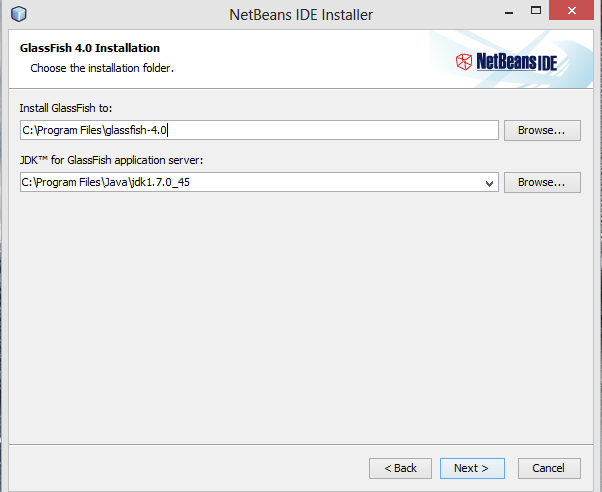 NetBeans IDE Installer
GlassFish 4.0 Installation
Choose the installation folder.
NetBeans IDE
Install GlassFish to:
C:\Program Files\glassfish-4.0
Browse...
JDK™ for GlassFish application server:
C:\Program Files\Java\jdk1.7.0_45
Browse...
< Back
Next >
Cancel